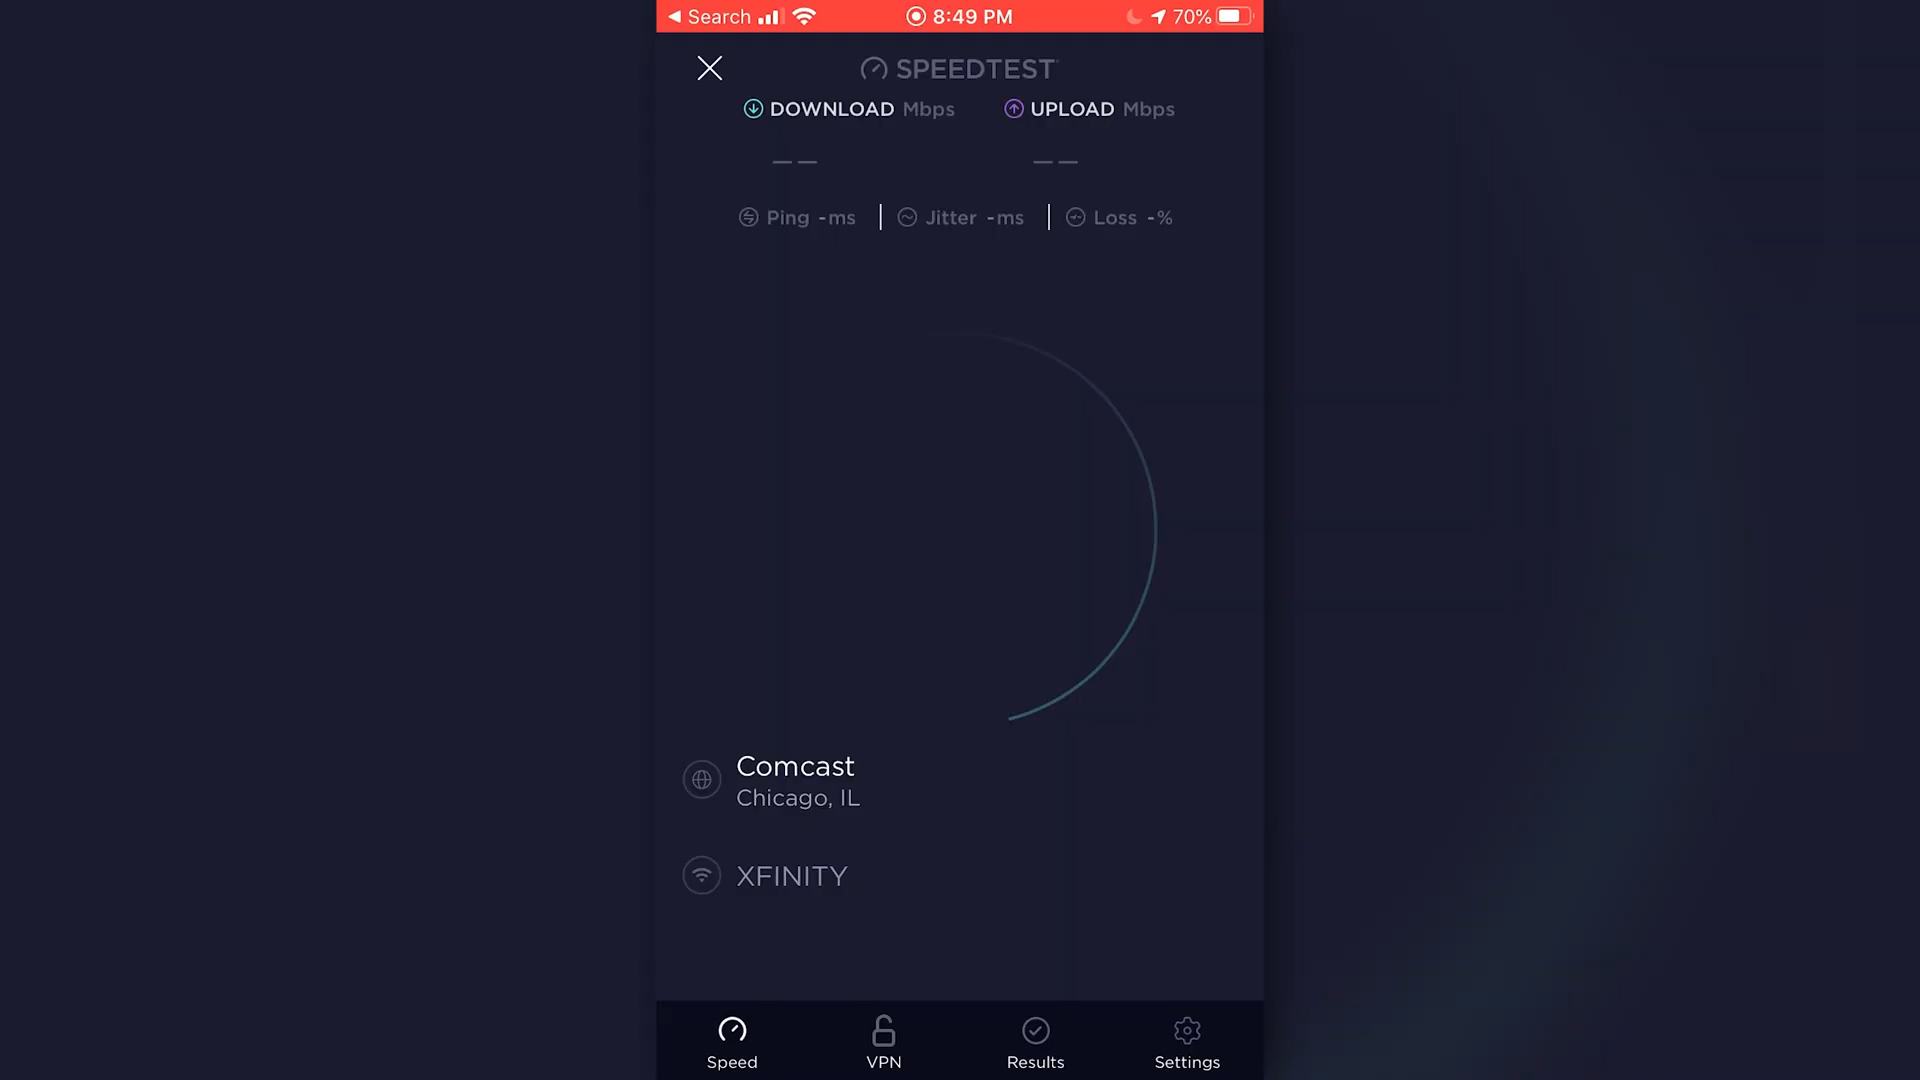 Search 8:49 PM 70%
SPEEDTEST
DOWNLOAD Mbps UPLOAD Mbps
— — — —
Ping -ms | Jitter -ms | Loss -%
Comcast
Chicago, IL
XFINITY
Speed VPN Results Settings